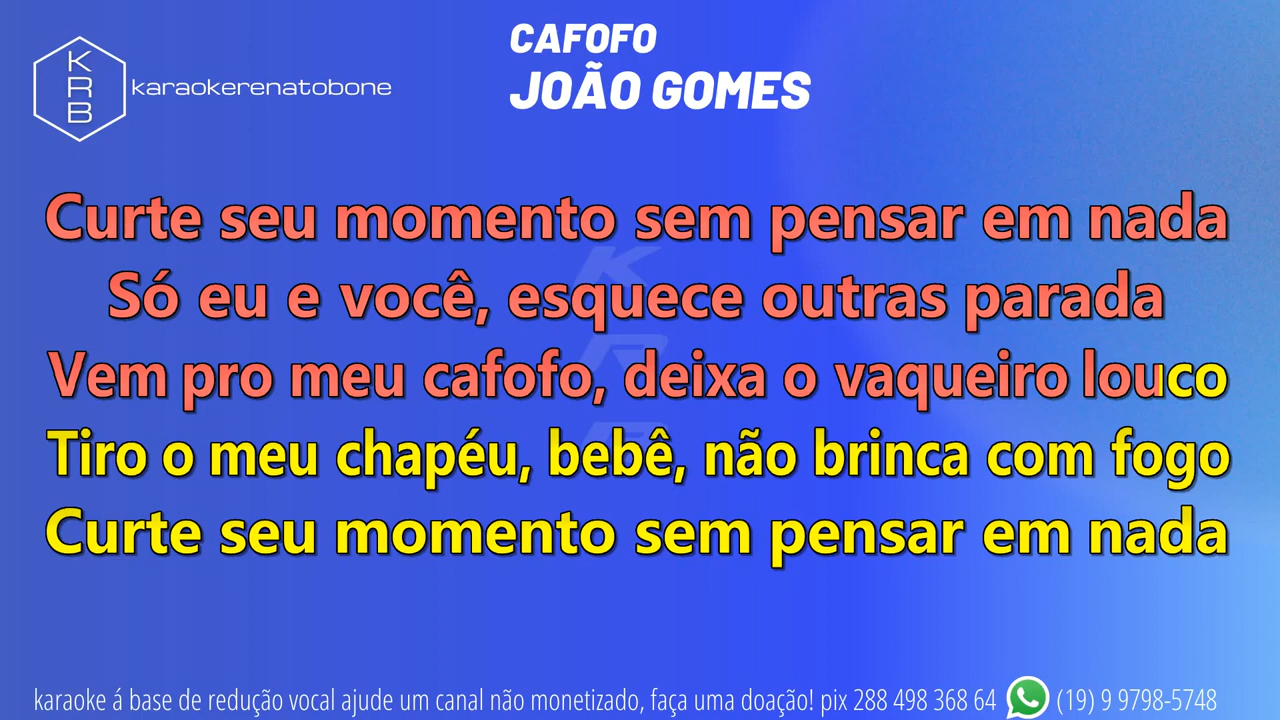 CAFOFO
JOÃO GOMES
KRB
karaokerenatobone
Curte seu momento sem pensar em nada
Só eu e você, esquece outras parada
Vem pro meu cafofo, deixa o vaqueiro louco
Tiro o meu chapéu, bebê, não brinca com fogo
Curte seu momento sem pensar em nada
KRB
karaoke á base de redução vocal ajude um canal não monetizado, faça uma doação! pix 288 498 368 64 (19) 9 9798-5748